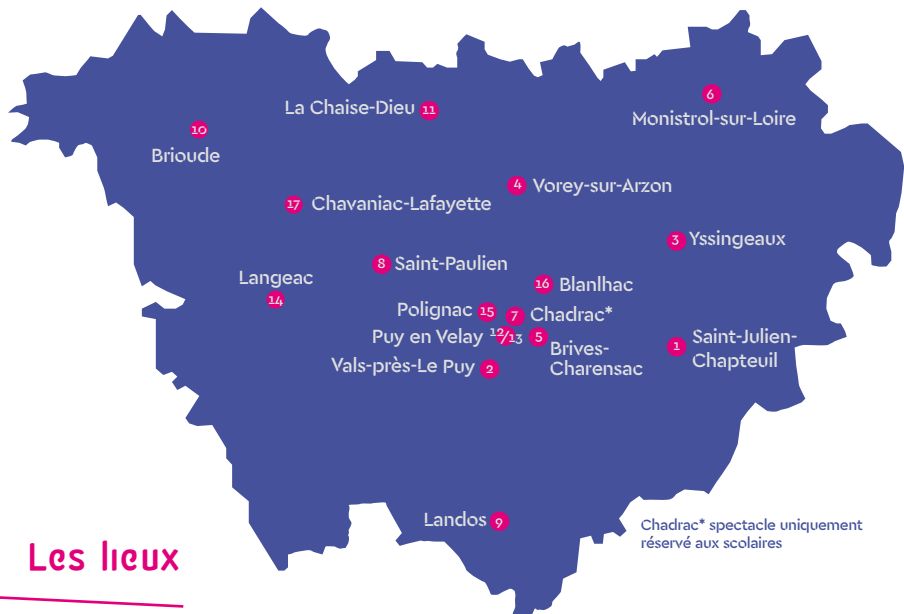 La Chaise-Dieu 11
6
Monistrol-sur-Loire
10
Brioude
4 Vorey-sur-Arzon
17 Chavaniac-Lafayette
3 Yssingeaux
8 Saint-Paulien
Langeac
14
16 Blanlhac
Polignac 15
7 Chadrac*
Puy en Velay 12/13
5 Brives-
Charensac
1 Saint-Julien-
Chapteuil
Vals-près-Le Puy 2
Landos 9
Chadrac* spectacle uniquement
réservé aux scolaires
Les lieux